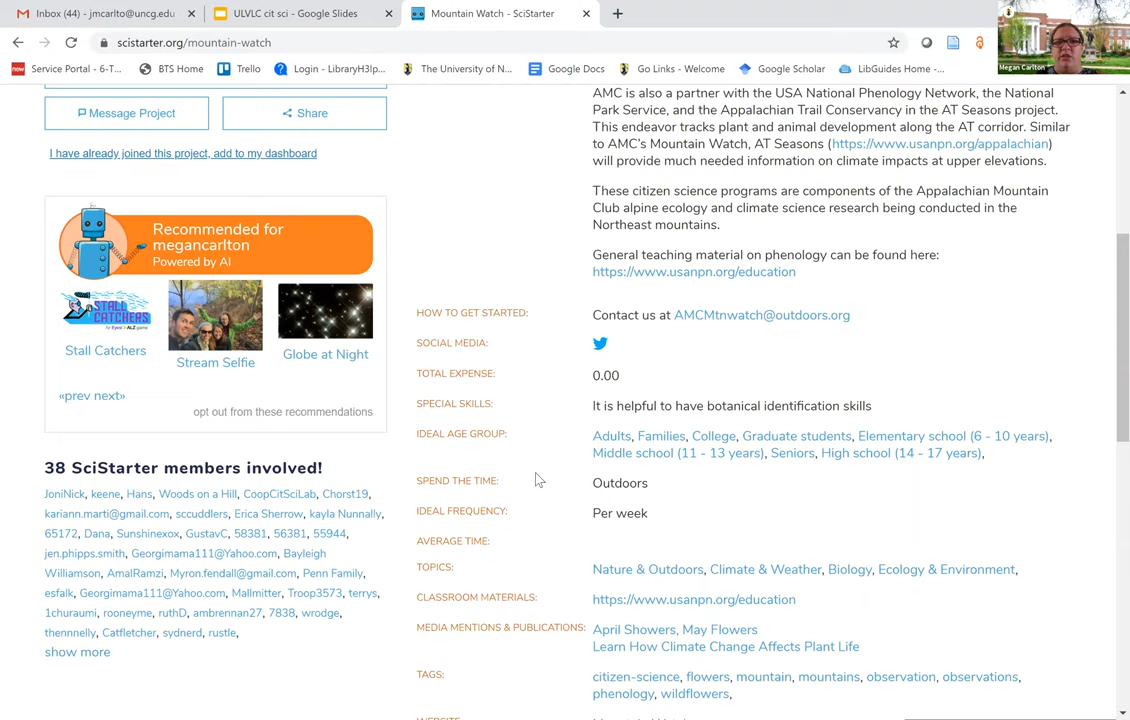 Inbox (44) - jmcarlto@uncg.edu
ULVLC cit sci - Google Slides
Mountain Watch - SciStarter
scistarter.org/mountain-watch
Service Portal - 6-T...
BTS Home
Trello
Login - LibraryH3lp...
The University of N...
Google Docs
Go Links - Welcome
Google Scholar
LibGuides Home -...
Megan Carlton
Message Project
Share
I have already joined this project, add to my dashboard
Recommended for
megancarlton
Powered by AI
STALL
CATCHERS
Stall Catchers
Stream Selfie
Globe at Night
«prev next»
opt out from these recommendations
38 SciStarter members involved!
JoniNick, keene, Hans, Woods on a Hill, CoopCitSciLab, Chorst19,
kariann.marti@gmail.com, sccuddlers, Erica Sherrow, kayla Nunnally,
65172, Dana, Sunshinexox, GustavC, 58381, 56381, 55944,
jen.phipps.smith, Georgimama111@Yahoo.com, Bayleigh
Williamson, AmalRamzi, Myron.fendall@gmail.com, Penn Family,
esfalk, Georgimama111@Yahoo.com, Mallmitter, Troop3573, terrys,
1churaumi, rooneyme, ruthD, ambrennan27, 7838, wrodge,
thennnelly, Catfletcher, sydnerd, rustle,
show more
AMC is also a partner with the USA National Phenology Network, the National
Park Service, and the Appalachian Trail Conservancy in the AT Seasons project.
This endeavor tracks plant and animal development along the AT corridor. Similar
to AMC's Mountain Watch, AT Seasons (https://www.usanpn.org/appalachian)
will provide much needed information on climate impacts at upper elevations.
These citizen science programs are components of the Appalachian Mountain
Club alpine ecology and climate science research being conducted in the
Northeast mountains.
General teaching material on phenology can be found here:
https://www.usanpn.org/education
HOW TO GET STARTED: Contact us at AMCMtnwatch@outdoors.org
SOCIAL MEDIA:
TOTAL EXPENSE: 0.00
SPECIAL SKILLS: It is helpful to have botanical identification skills
IDEAL AGE GROUP: Adults, Families, College, Graduate students, Elementary school (6 - 10 years),
Middle school (11 - 13 years), Seniors, High school (14 - 17 years),
SPEND THE TIME: Outdoors
IDEAL FREQUENCY: Per week
AVERAGE TIME:
TOPICS: Nature & Outdoors, Climate & Weather, Biology, Ecology & Environment,
CLASSROOM MATERIALS: https://www.usanpn.org/education
MEDIA MENTIONS & PUBLICATIONS: April Showers, May Flowers
Learn How Climate Change Affects Plant Life
TAGS: citizen-science, flowers, mountain, mountains, observation, observations,
phenology, wildflowers,